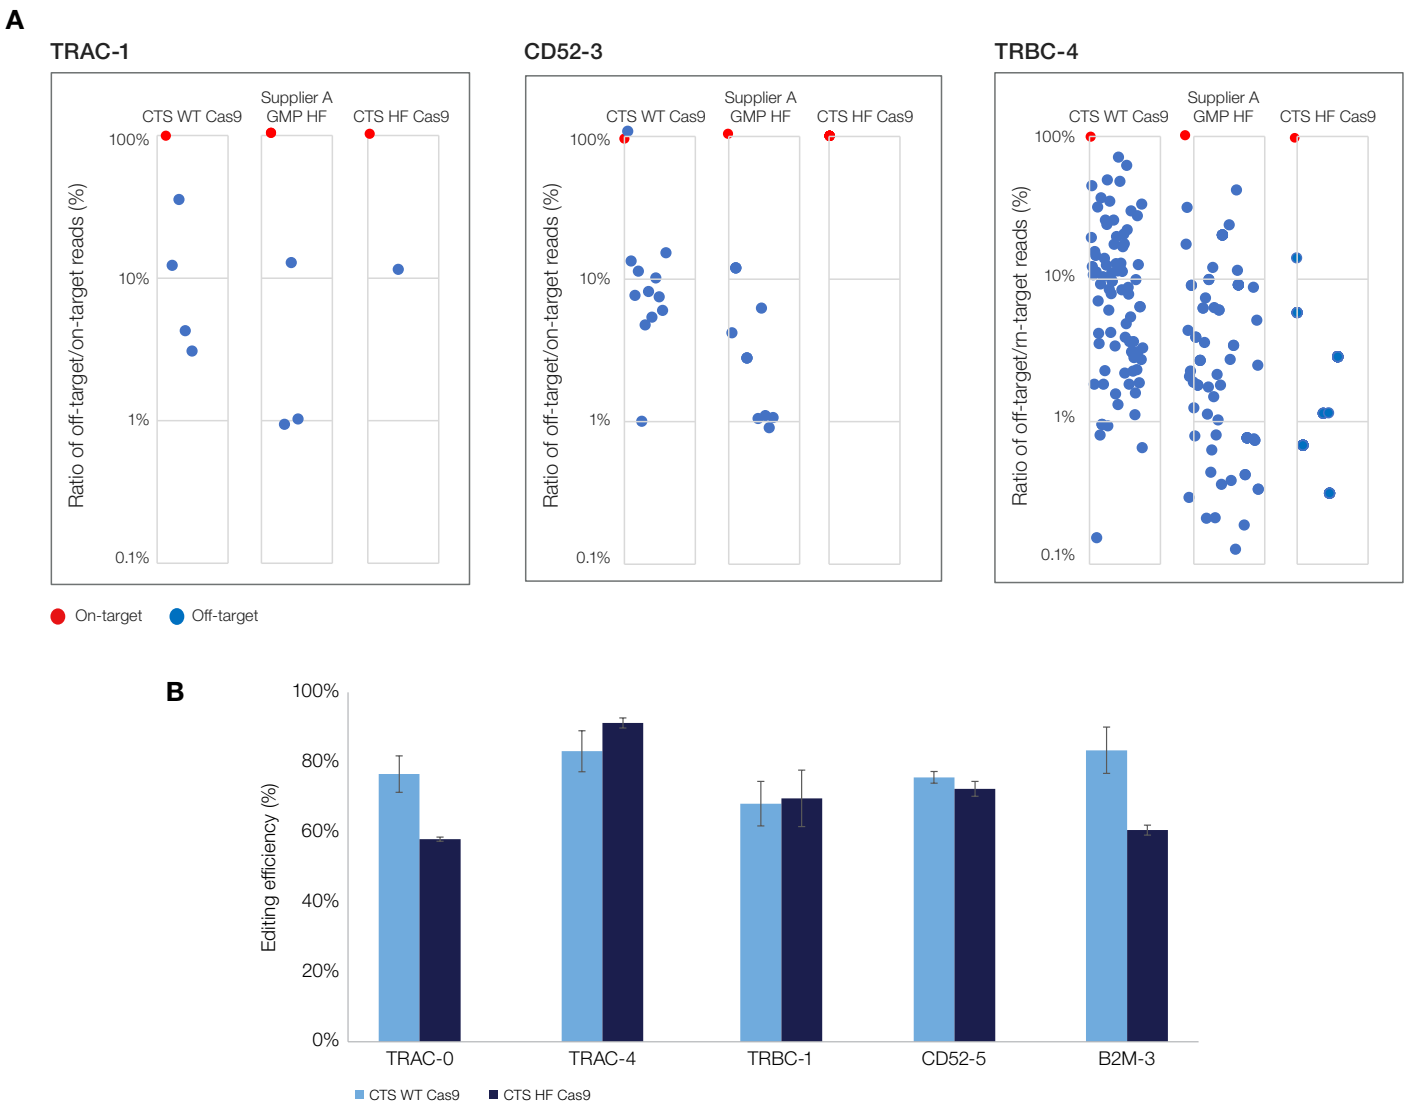 A
TRAC-1
CTS WT Cas9
Supplier A
GMP HF
CTS HF Cas9
Ratio of off-target/on-target reads (%)
100%
10%
1%
0.1%
CD52-3
CTS WT Cas9
Supplier A
GMP HF
CTS HF Cas9
Ratio of off-target/on-target reads (%)
100%
10%
1%
0.1%
TRBC-4
CTS WT Cas9
Supplier A
GMP HF
CTS HF Cas9
Ratio of off-target/rn-target reads (%)
100%
10%
1%
0.1%
On-target
Off-target
B
Editing efficiency (%)
100%
80%
60%
40%
20%
0%
TRAC-0
TRAC-4
TRBC-1
CD52-5
B2M-3
CTS WT Cas9
CTS HF Cas9